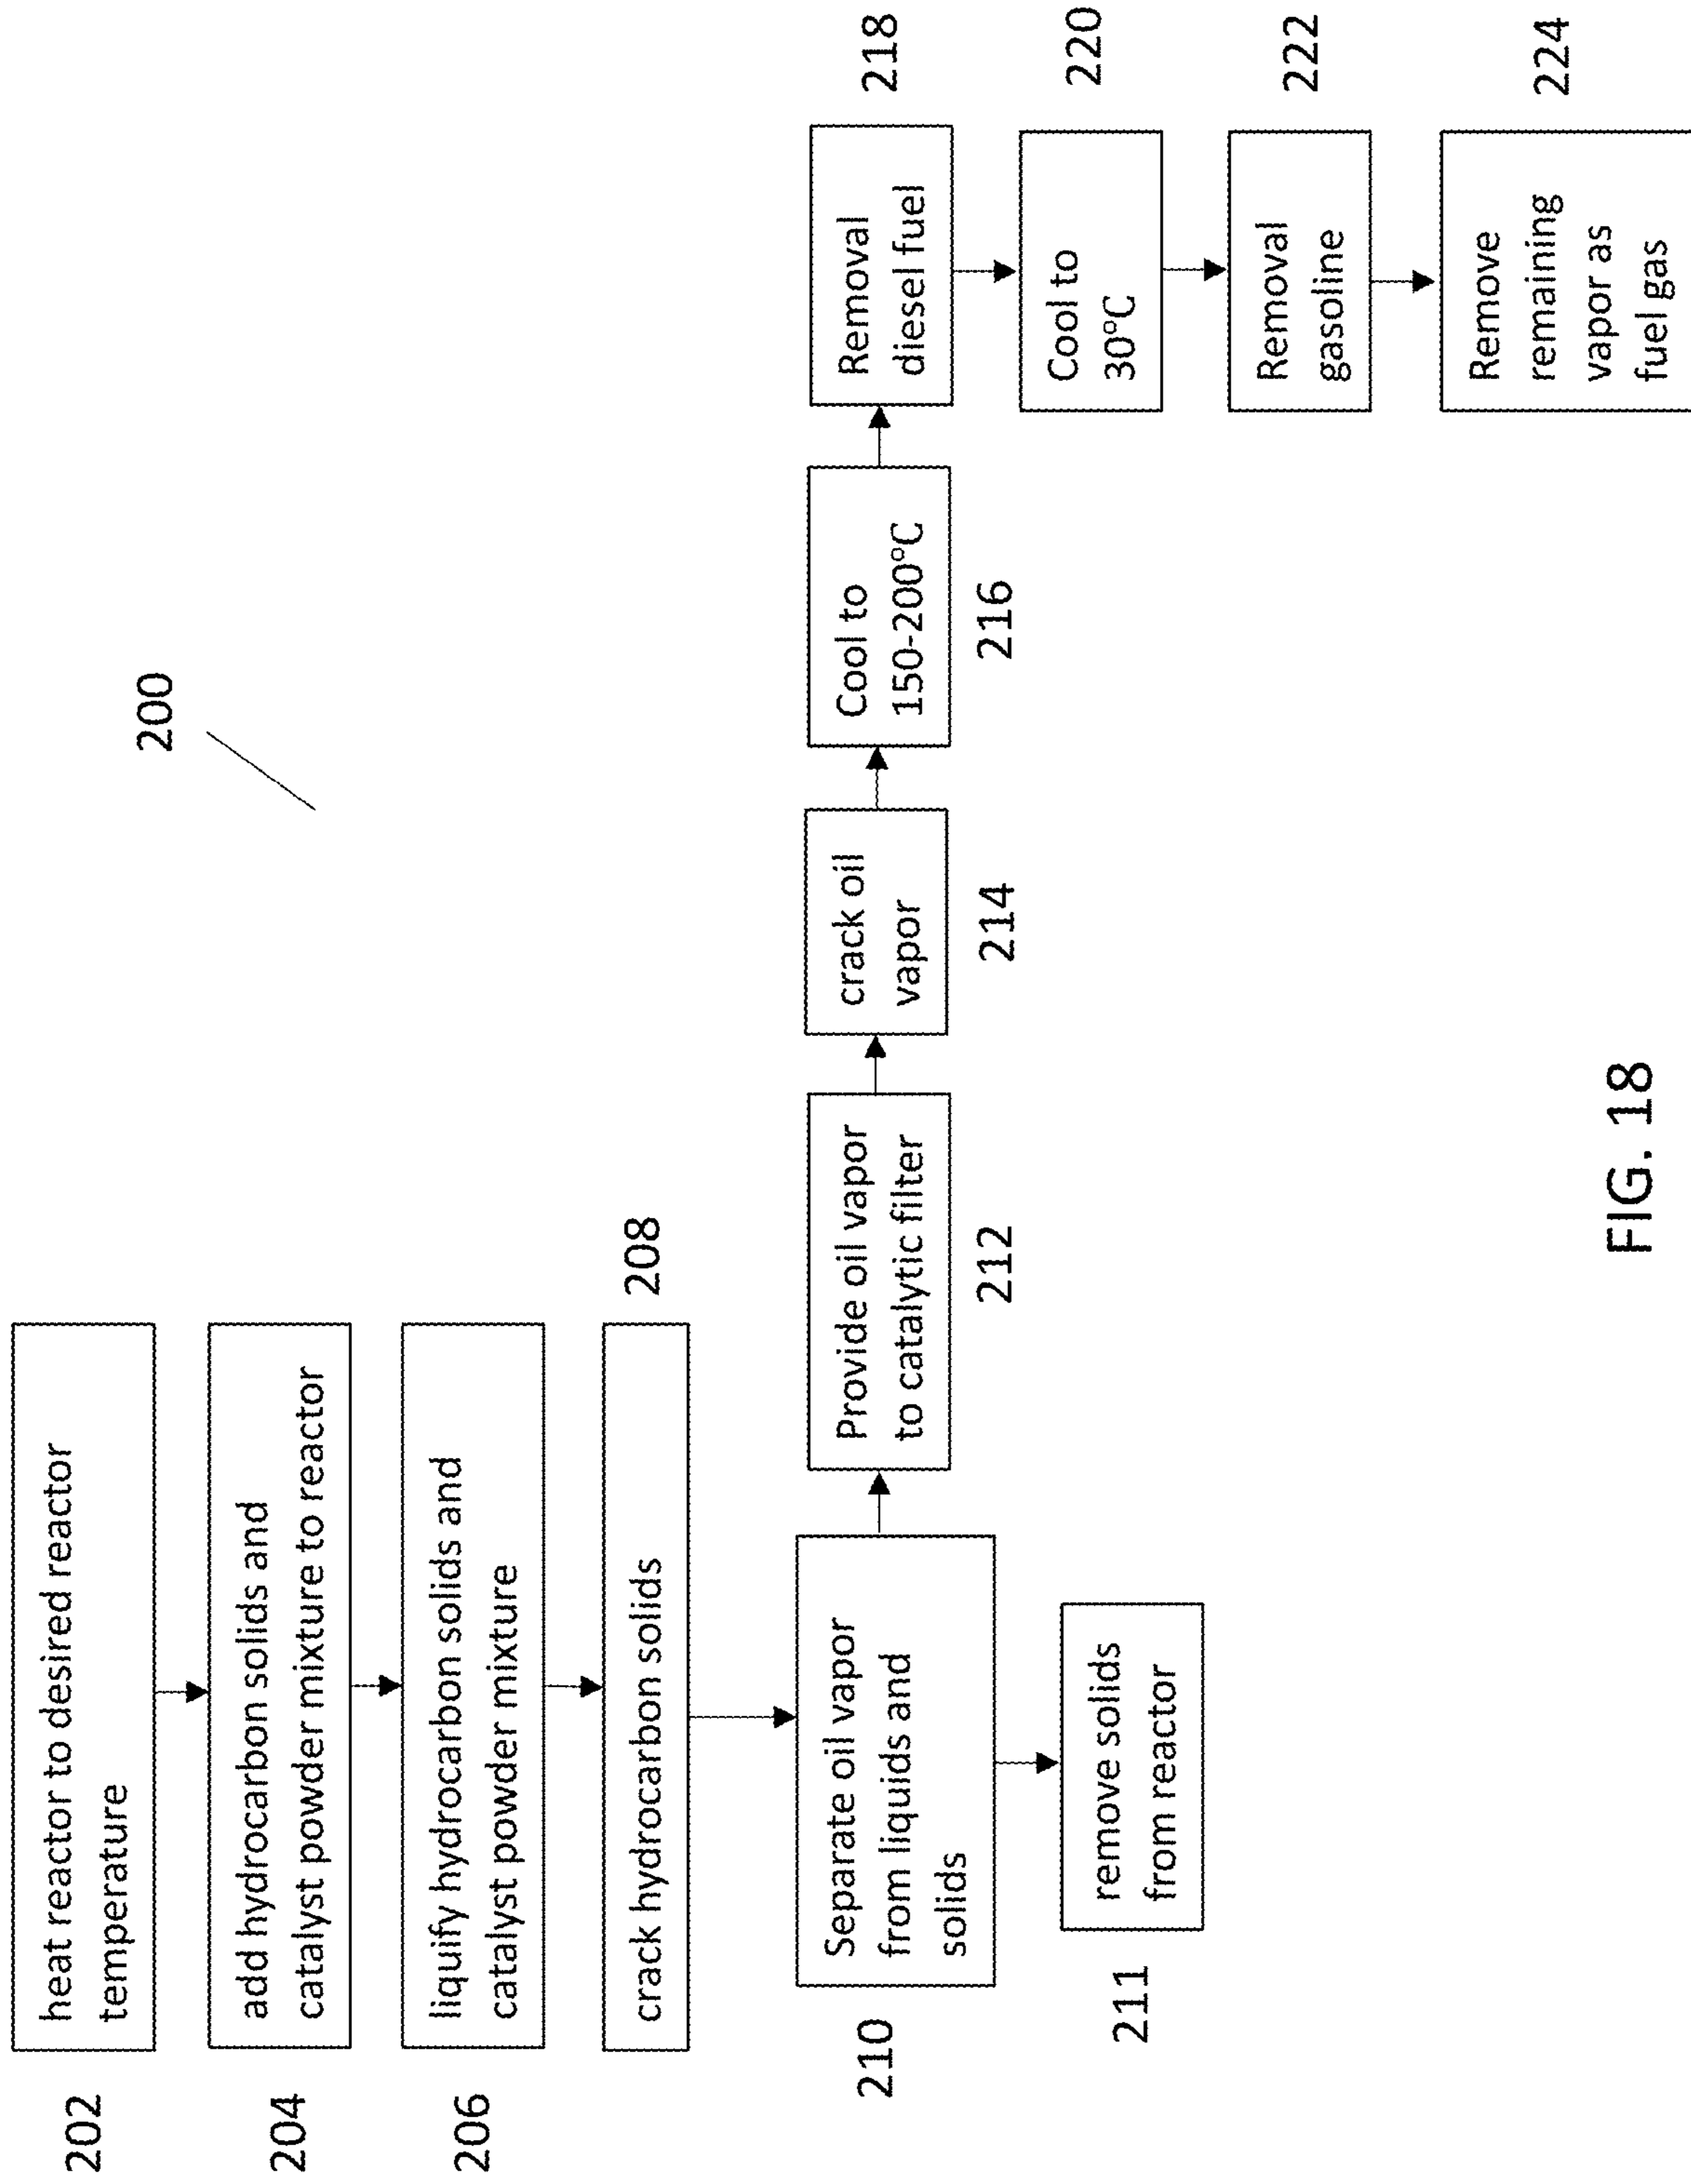 200
202
heat reactor to desired reactor
temperature
204
add hydrocarbon solids and
catalyst powder mixture to reactor
206
liquify hydrocarbon solids and
catalyst powder mixture
crack hydrocarbon solids
208
210
Separate oil vapor
from liquids and
solids
211
remove solids
from reactor
Provide oil vapor
to catalytic filter
212
crack oil
vapor
214
Cool to
150-200ºC
216
Removal
diesel fuel
218
Cool to
30ºC
220
Removal
gasoline
222
Remove
remaining
vapor as
fuel gas
224
FIG. 18